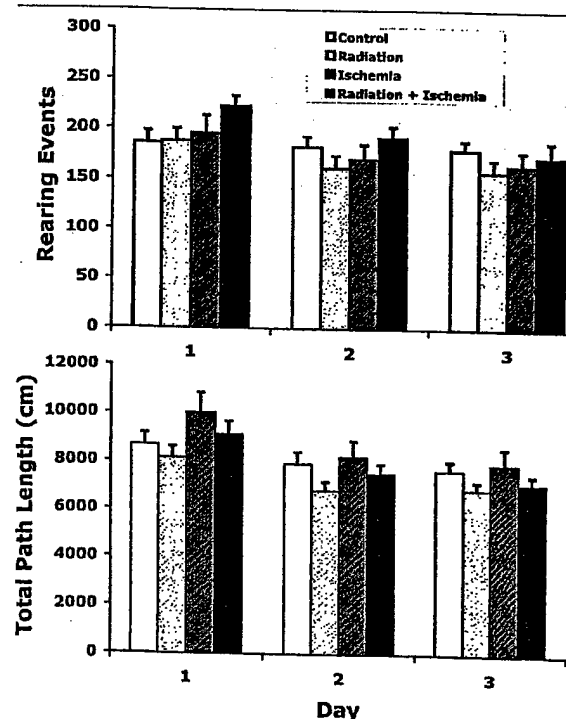 300
250
200
150
100
50
0
Rearing Events
Control
Radiation
Ischemia
Radiation + Ischemia
1 2 3
12000
10000
8000
6000
4000
2000
0
Total Path Length (cm)
1 2 3
Day